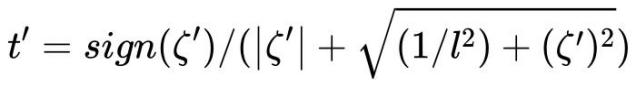 t′ = sign(ζ′)/(|ζ′| + √(1/l²) + (ζ′)²)